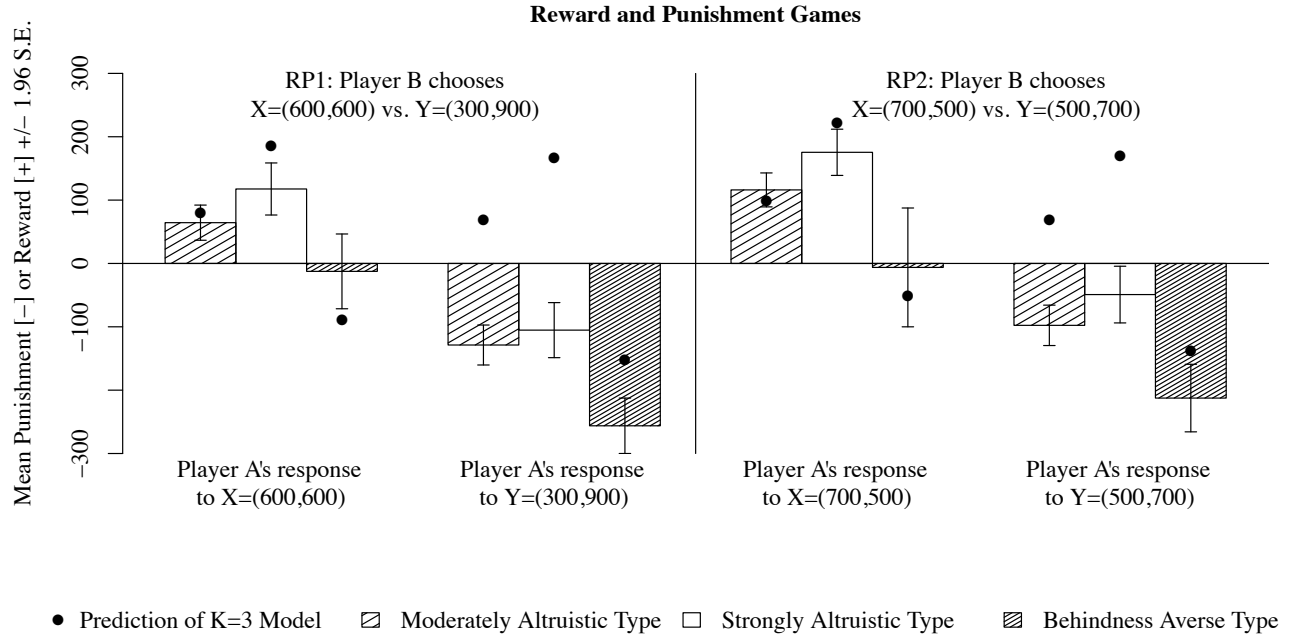 Reward and Punishment Games
Mean Punishment [−] or Reward [+] +/− 1.96 S.E.
300
200
100
0
−100
−300
RP1: Player B chooses
X=(600,600) vs. Y=(300,900)
RP2: Player B chooses
X=(700,500) vs. Y=(500,700)
Player A's response
to X=(600,600)
Player A's response
to Y=(300,900)
Player A's response
to X=(700,500)
Player A's response
to Y=(500,700)
Prediction of K=3 Model
Moderately Altruistic Type
Strongly Altruistic Type
Behindness Averse Type